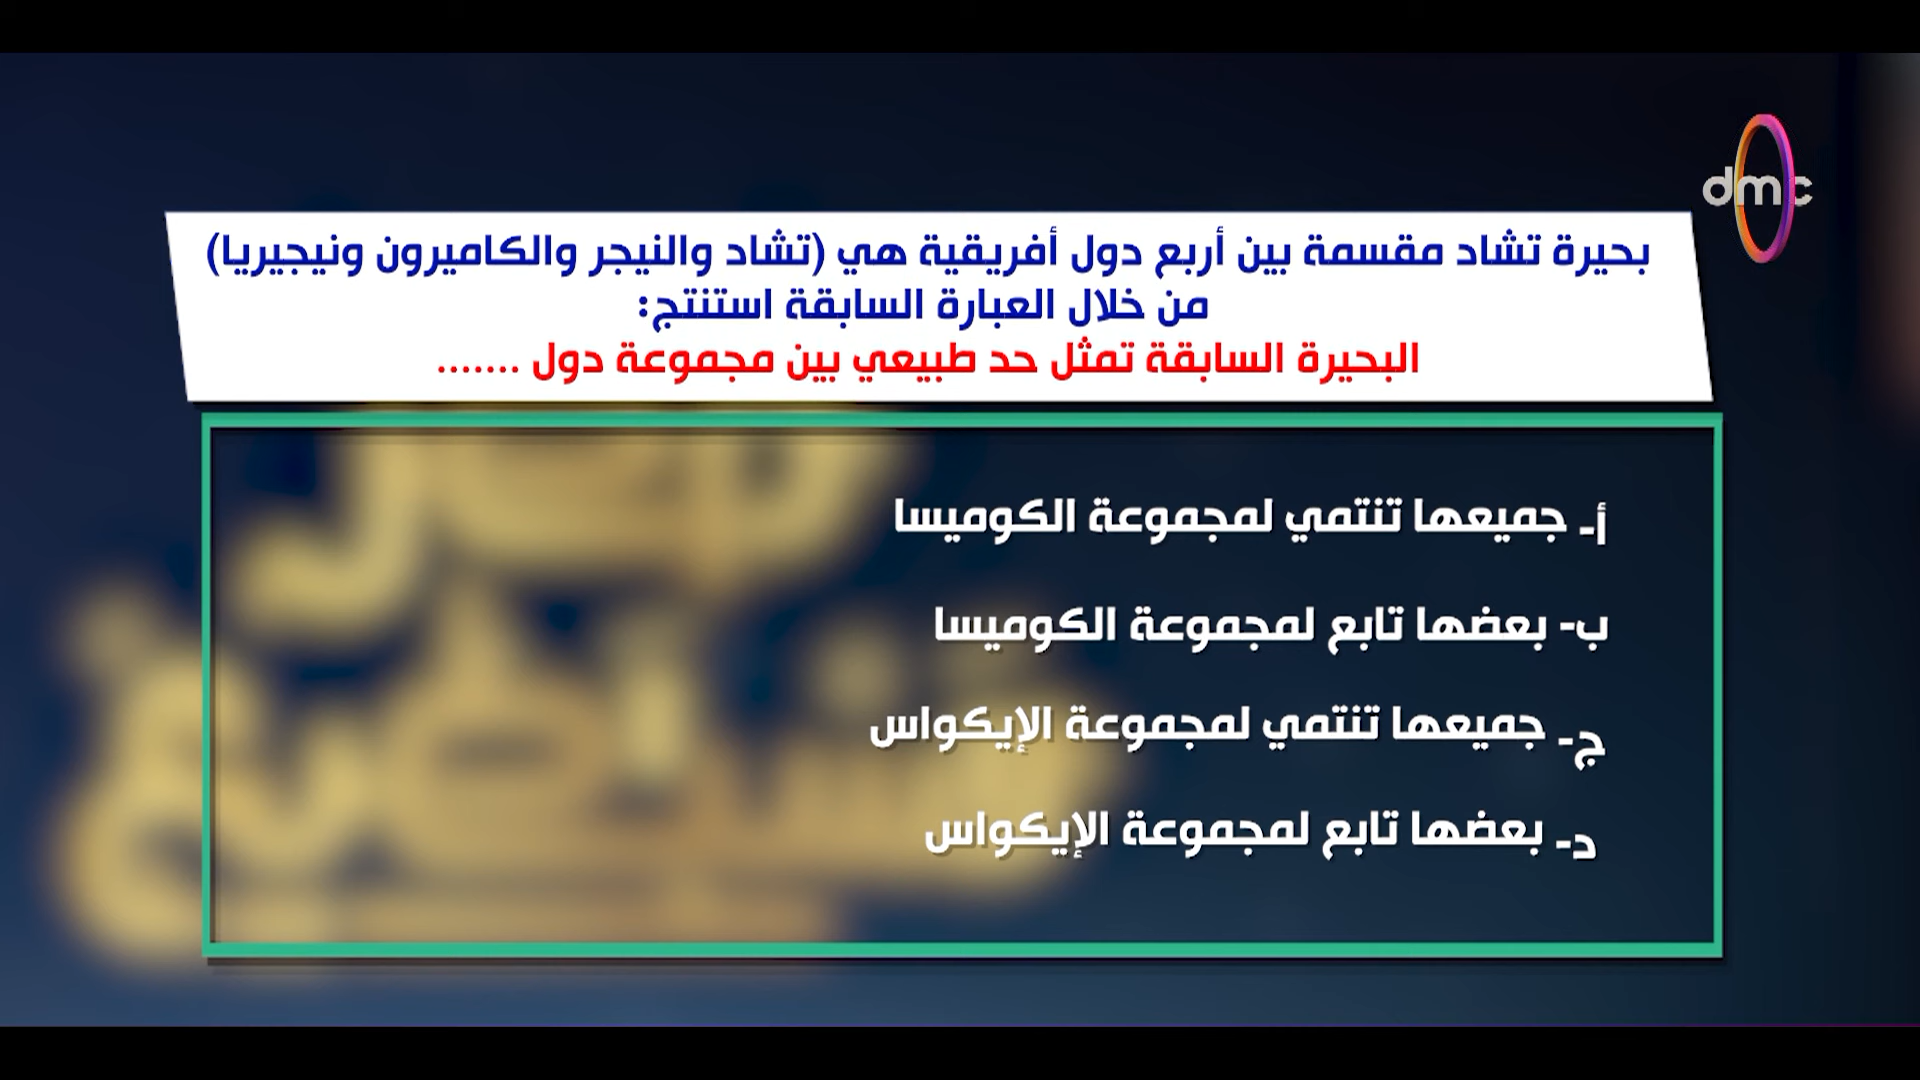 dmc
بحيرة تشاد مقسمة بين أربع دول أفريقية هي (تشاد والنيجر والكاميرون ونيجيريا)
من خلال العبارة السابقة استنتج:
البحيرة السابقة تمثل حد طبيعي بين مجموعة دول .......
أ- جميعها تنتمي لمجموعة الكوميسا
ب- بعضها تابع لمجموعة الكوميسا
ج- جميعها تنتمي لمجموعة الإيكواس
د- بعضها تابع لمجموعة الإيكواس